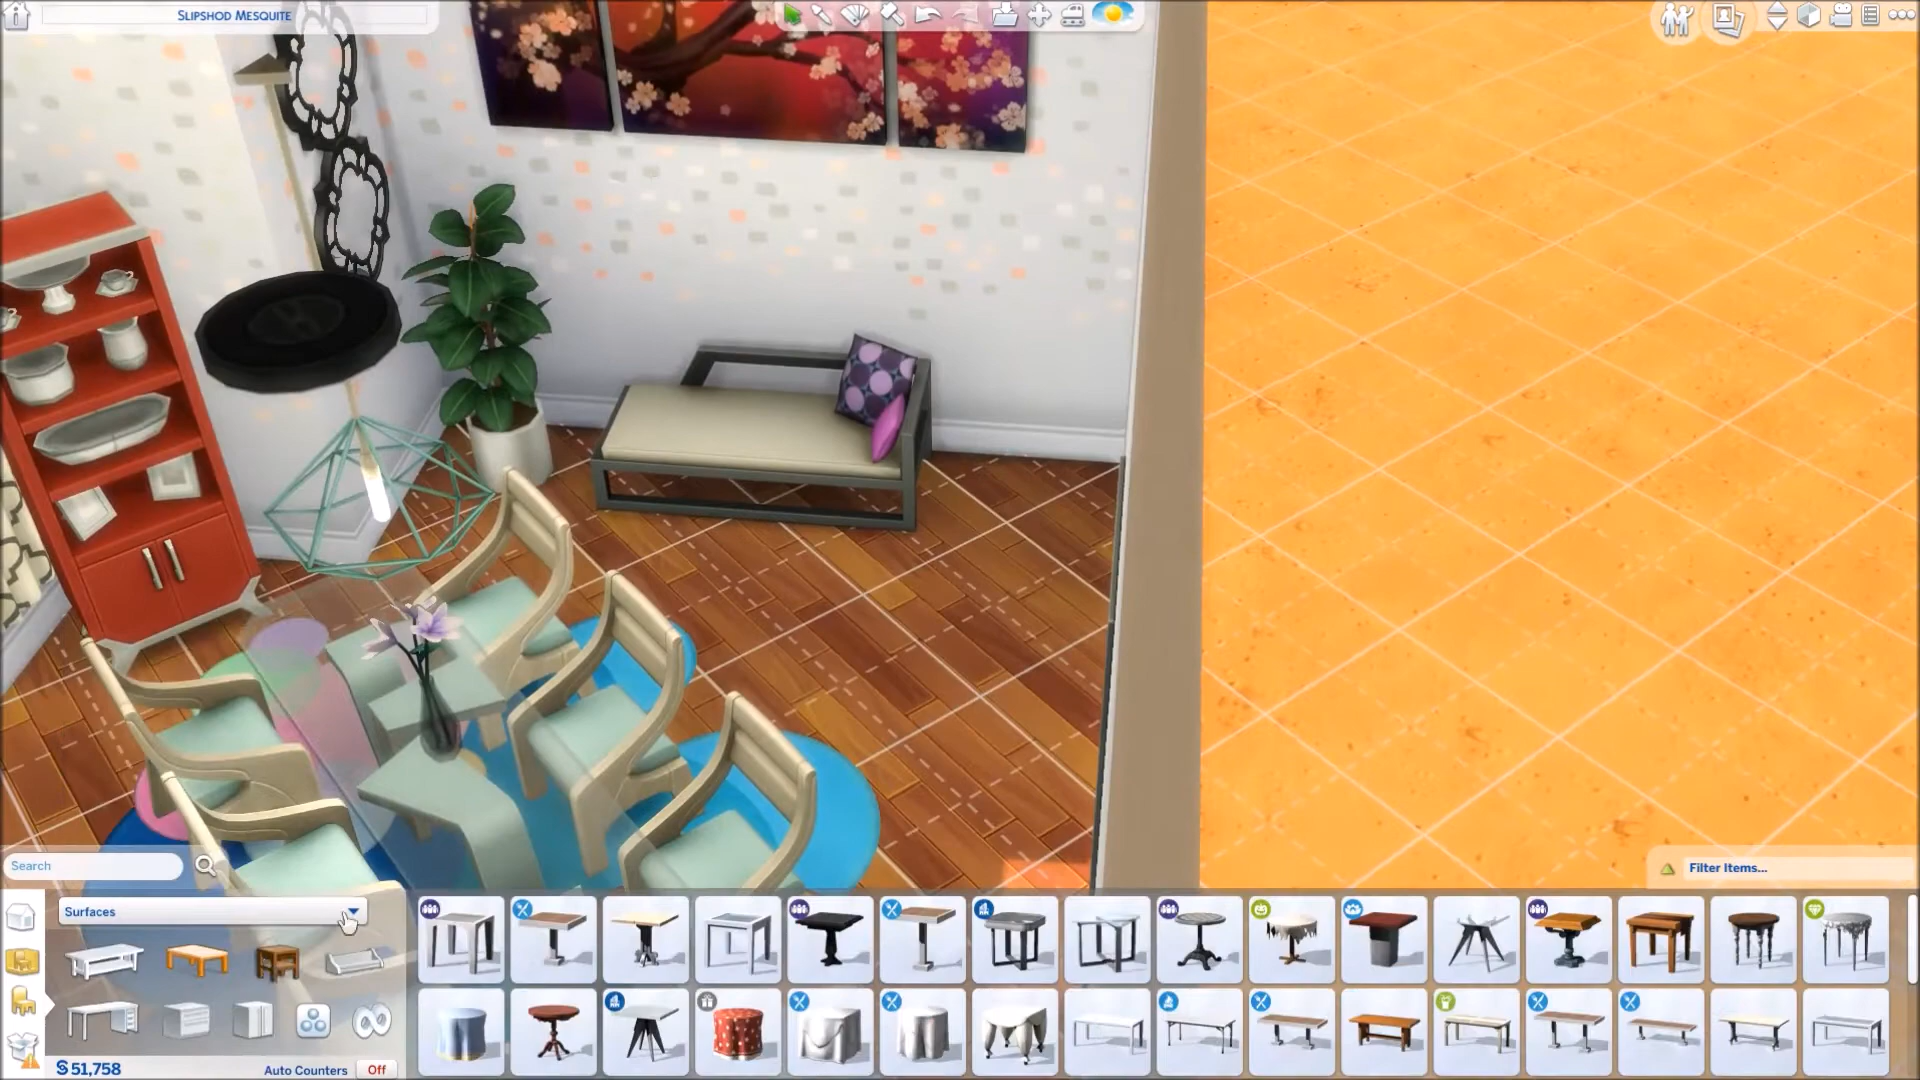 Slipshod Mesquite
Search
Filter Items...
Surfaces
§51,758
Auto Counters
Off